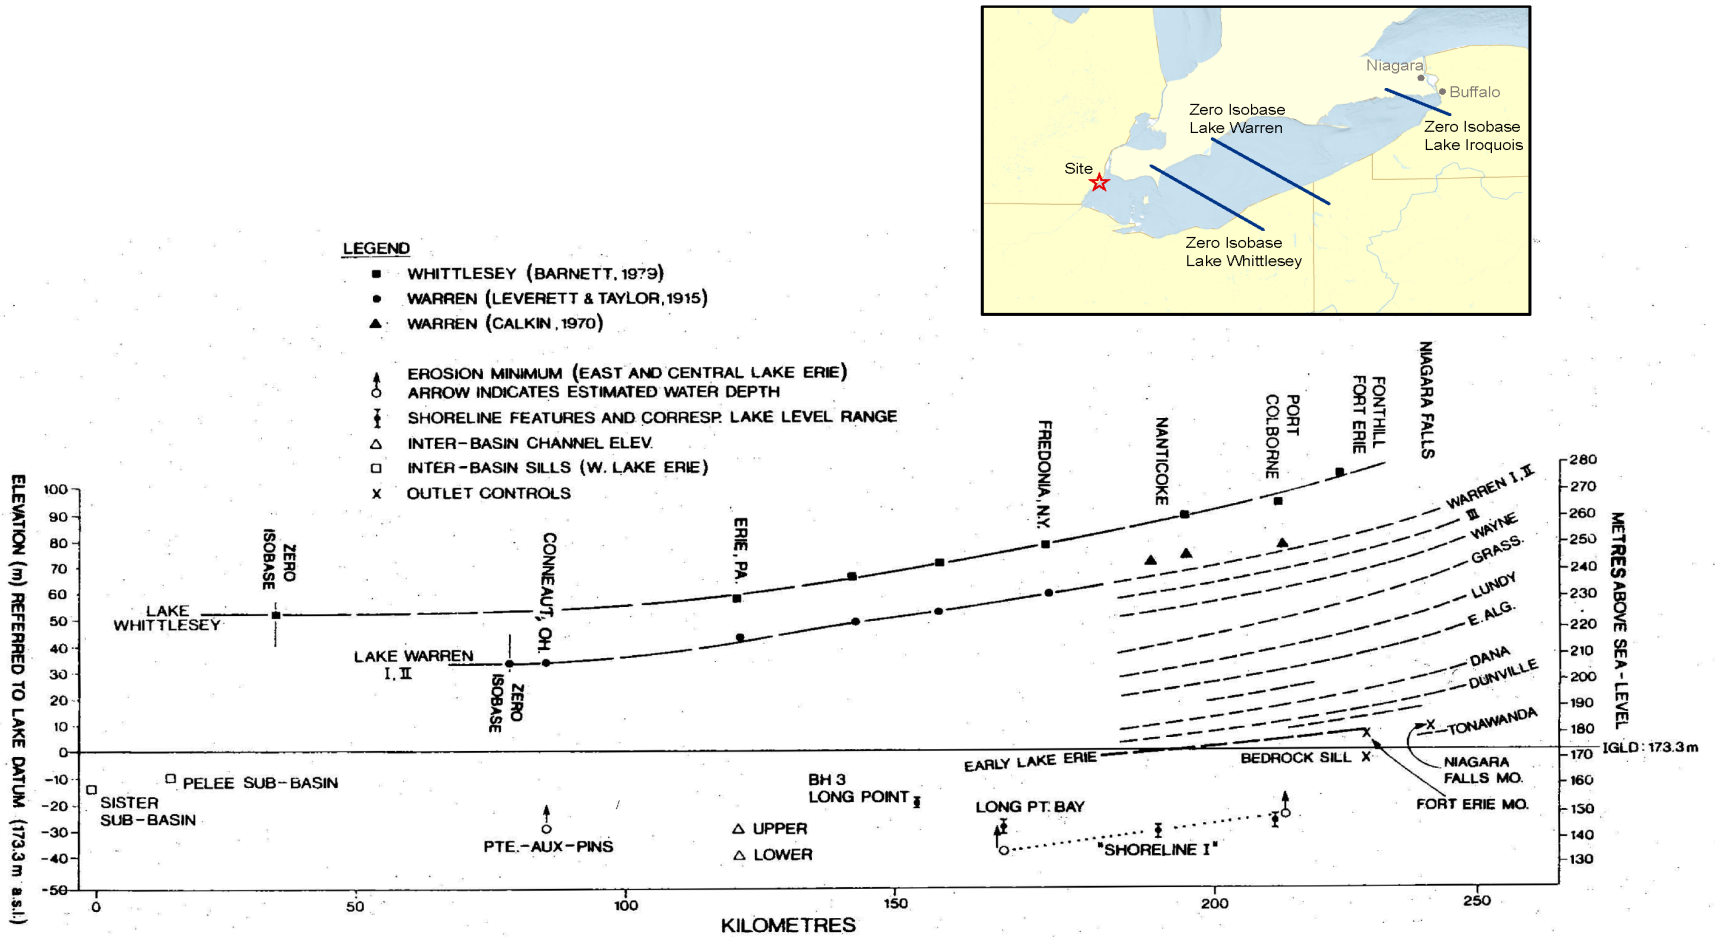 Niagara
Buffalo
Zero Isobase
Lake Warren
Zero Isobase
Lake Iroquois
Site
Zero Isobase
Lake Whittlesey
LEGEND
WHITTLESEY (BARNETT, 1979)
WARREN (LEVERETT & TAYLOR, 1915)
WARREN (CALKIN, 1970)
EROSION MINIMUM (EAST AND CENTRAL LAKE ERIE)
ARROW INDICATES ESTIMATED WATER DEPTH
SHORELINE FEATURES AND CORRESP. LAKE LEVEL RANGE
INTER-BASIN CHANNEL ELEV.
INTER-BASIN SILLS (W. LAKE ERIE)
X OUTLET CONTROLS
ELEVATION (m) REFERRED TO LAKE DATUM (173.3 m a.s.l.)
100
90
80
70
60
50
40
30
20
10
0
-10
-20
-30
-40
-50
ZERO
ISOBASE
CONNEAUT, OH.
ERIE, PA.
FREDONIA, N.Y.
NANTICOKE
PORT
COLBORNE
FONTHILL
FORT ERIE
NIAGARA FALLS
LAKE
WHITTLESEY
LAKE WARREN
I, II
ZERO
ISOBASE
WARREN I, II
III
WAYNE
GRASS.
LUNDY
E. ALG.
DANA
DUNVILLE
TONAWANDA
EARLY LAKE ERIE
BEDROCK SILL X
X
X
NIAGARA
FALLS MO.
FORT ERIE MO.
IGLD: 173.3 m
280
270
260
250
240
230
220
210
200
190
180
170
160
150
140
130
METRES ABOVE SEA-LEVEL
PELEE SUB-BASIN
SISTER
SUB-BASIN
PTE.-AUX-PINS
BH 3
LONG POINT
UPPER
LOWER
LONG PT. BAY
"SHORELINE I"
0
50
100
150
200
250
KILOMETRES